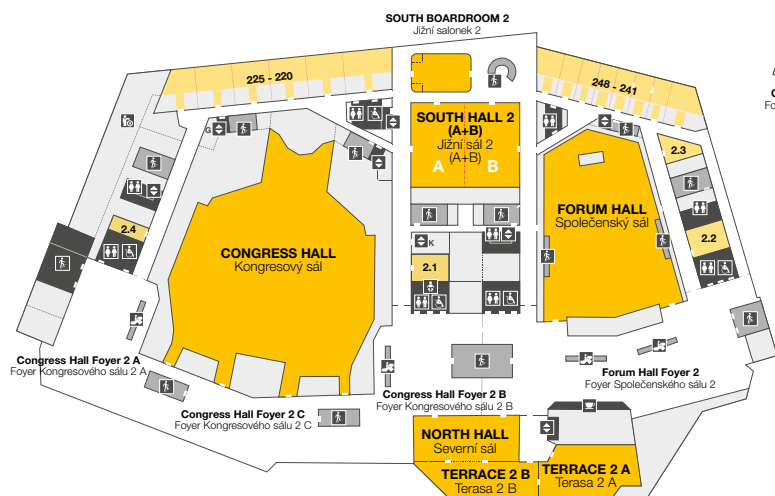 SOUTH BOARDROOM 2
Jižní salonek 2
225 - 220
248 - 241
G
SOUTH HALL 2
(A+B)
Jižní sál 2
(A+B)
A B
2.3
FORUM HALL
Společenský sál
2.4
2.2
CONGRESS HALL
Kongresový sál
K
2.1
Congress Hall Foyer 2 A
Foyer Kongresového sálu 2 A
Forum Hall Foyer 2
Foyer Společenského sálu 2
Congress Hall Foyer 2 B
Foyer Kongresového sálu 2 B
Congress Hall Foyer 2 C
Foyer Kongresového sálu 2 C
NORTH HALL
Severní sál
TERRACE 2 B
Terasa 2 B
TERRACE 2 A
Terasa 2 A